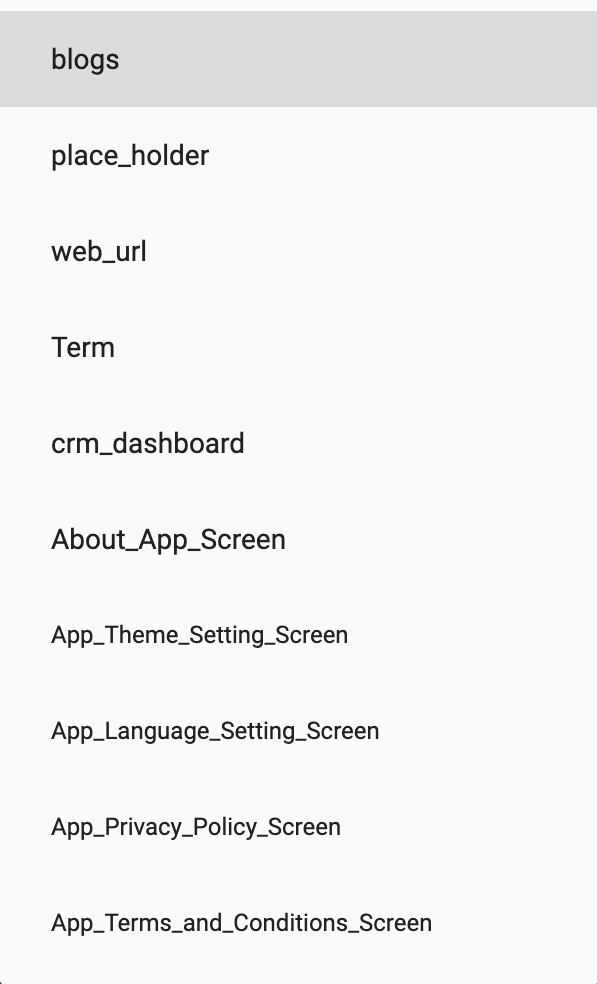 blogs
place_holder
web_url
Term
crm_dashboard
About_App_Screen
App_Theme_Setting_Screen
App_Language_Setting_Screen
App_Privacy_Policy_Screen
App_Terms_and_Conditions_Screen